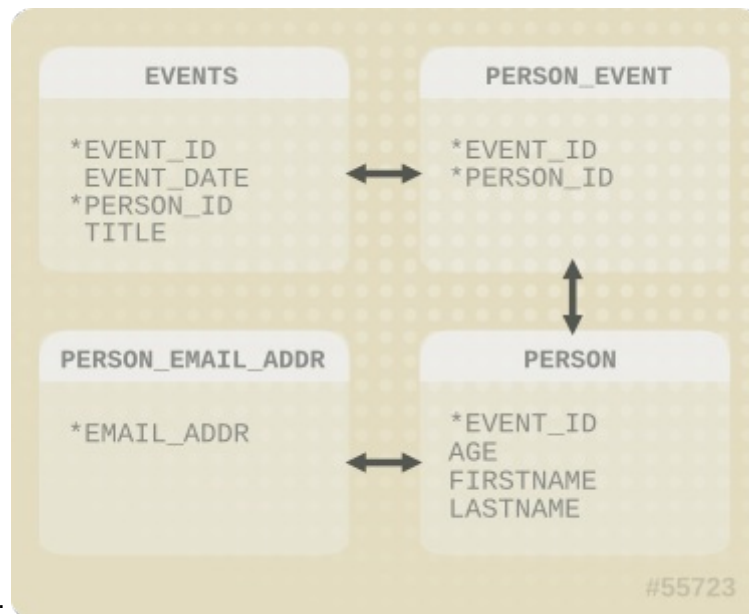 EVENTS
*EVENT_ID
EVENT_DATE
*PERSON_ID
TITLE
PERSON_EVENT
*EVENT_ID
*PERSON_ID
PERSON_EMAIL_ADDR
*EMAIL_ADDR
PERSON
*EVENT_ID
AGE
FIRSTNAME
LASTNAME
#55723